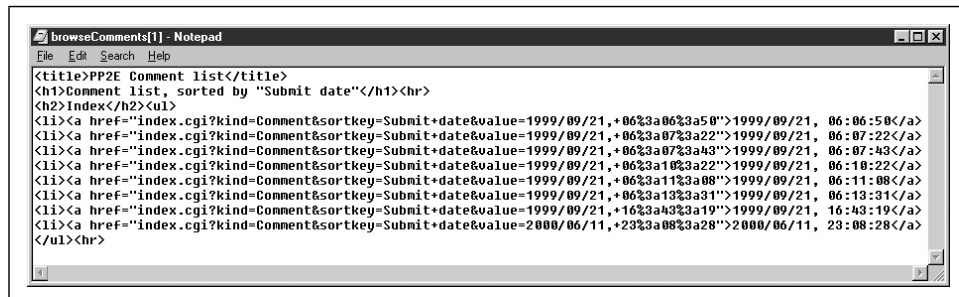 browseComments[1] - Notepad
File Edit Search Help
<title>PP2E Comment list</title>
<h1>Comment list, sorted by "Submit date"</h1><hr>
<h2>Index</h2><ul>
<li><a href="index.cgi?kind=Comment&sortkey=Submit+date&value=1999/09/21,+06%3a06%3a50">1999/09/21, 06:06:50</a>
<li><a href="index.cgi?kind=Comment&sortkey=Submit+date&value=1999/09/21,+06%3a07%3a22">1999/09/21, 06:07:22</a>
<li><a href="index.cgi?kind=Comment&sortkey=Submit+date&value=1999/09/21,+06%3a07%3a43">1999/09/21, 06:07:43</a>
<li><a href="index.cgi?kind=Comment&sortkey=Submit+date&value=1999/09/21,+06%3a10%3a22">1999/09/21, 06:10:22</a>
<li><a href="index.cgi?kind=Comment&sortkey=Submit+date&value=1999/09/21,+06%3a11%3a08">1999/09/21, 06:11:08</a>
<li><a href="index.cgi?kind=Comment&sortkey=Submit+date&value=1999/09/21,+06%3a13%3a31">1999/09/21, 06:13:31</a>
<li><a href="index.cgi?kind=Comment&sortkey=Submit+date&value=1999/09/21,+16%3a43%3a19">1999/09/21, 16:43:19</a>
<li><a href="index.cgi?kind=Comment&sortkey=Submit+date&value=2000/06/11,+23%3a08%3a28">2000/06/11, 23:08:28</a>
</ul><hr>